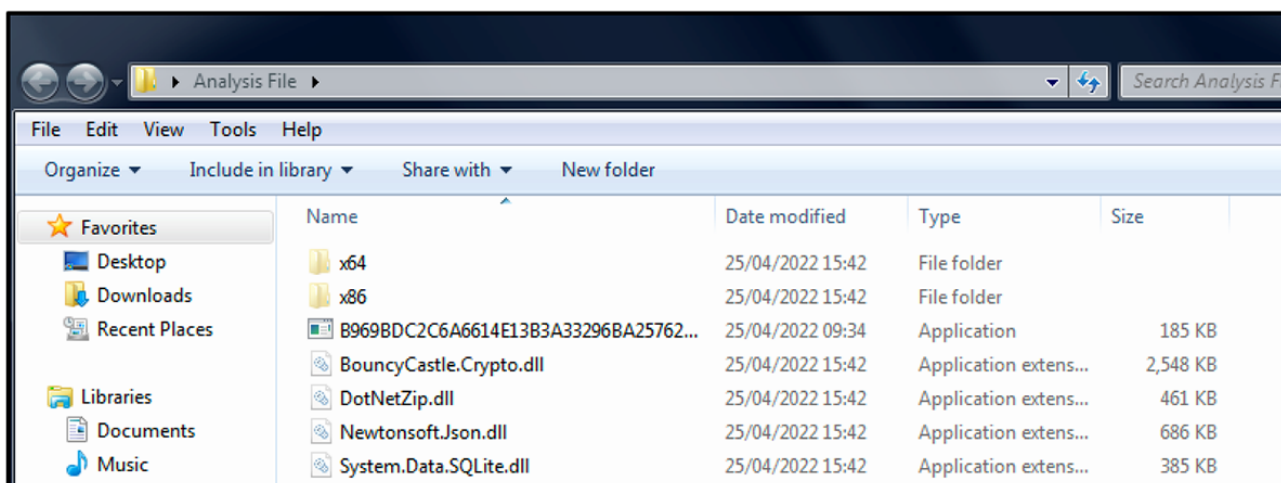 Analysis File
Search Analysis F
File Edit View Tools Help
Organize Include in library Share with New folder
Favorites
Desktop
Downloads
Recent Places
Libraries
Documents
Music
Name Date modified Type Size
x64 25/04/2022 15:42 File folder
x86 25/04/2022 15:42 File folder
B969BDC2C6A6614E13B3A33296BA25762... 25/04/2022 09:34 Application 185 KB
BouncyCastle.Crypto.dll 25/04/2022 15:42 Application extens... 2,548 KB
DotNetZip.dll 25/04/2022 15:42 Application extens... 461 KB
Newtonsoft.Json.dll 25/04/2022 15:42 Application extens... 686 KB
System.Data.SQLite.dll 25/04/2022 15:42 Application extens... 385 KB